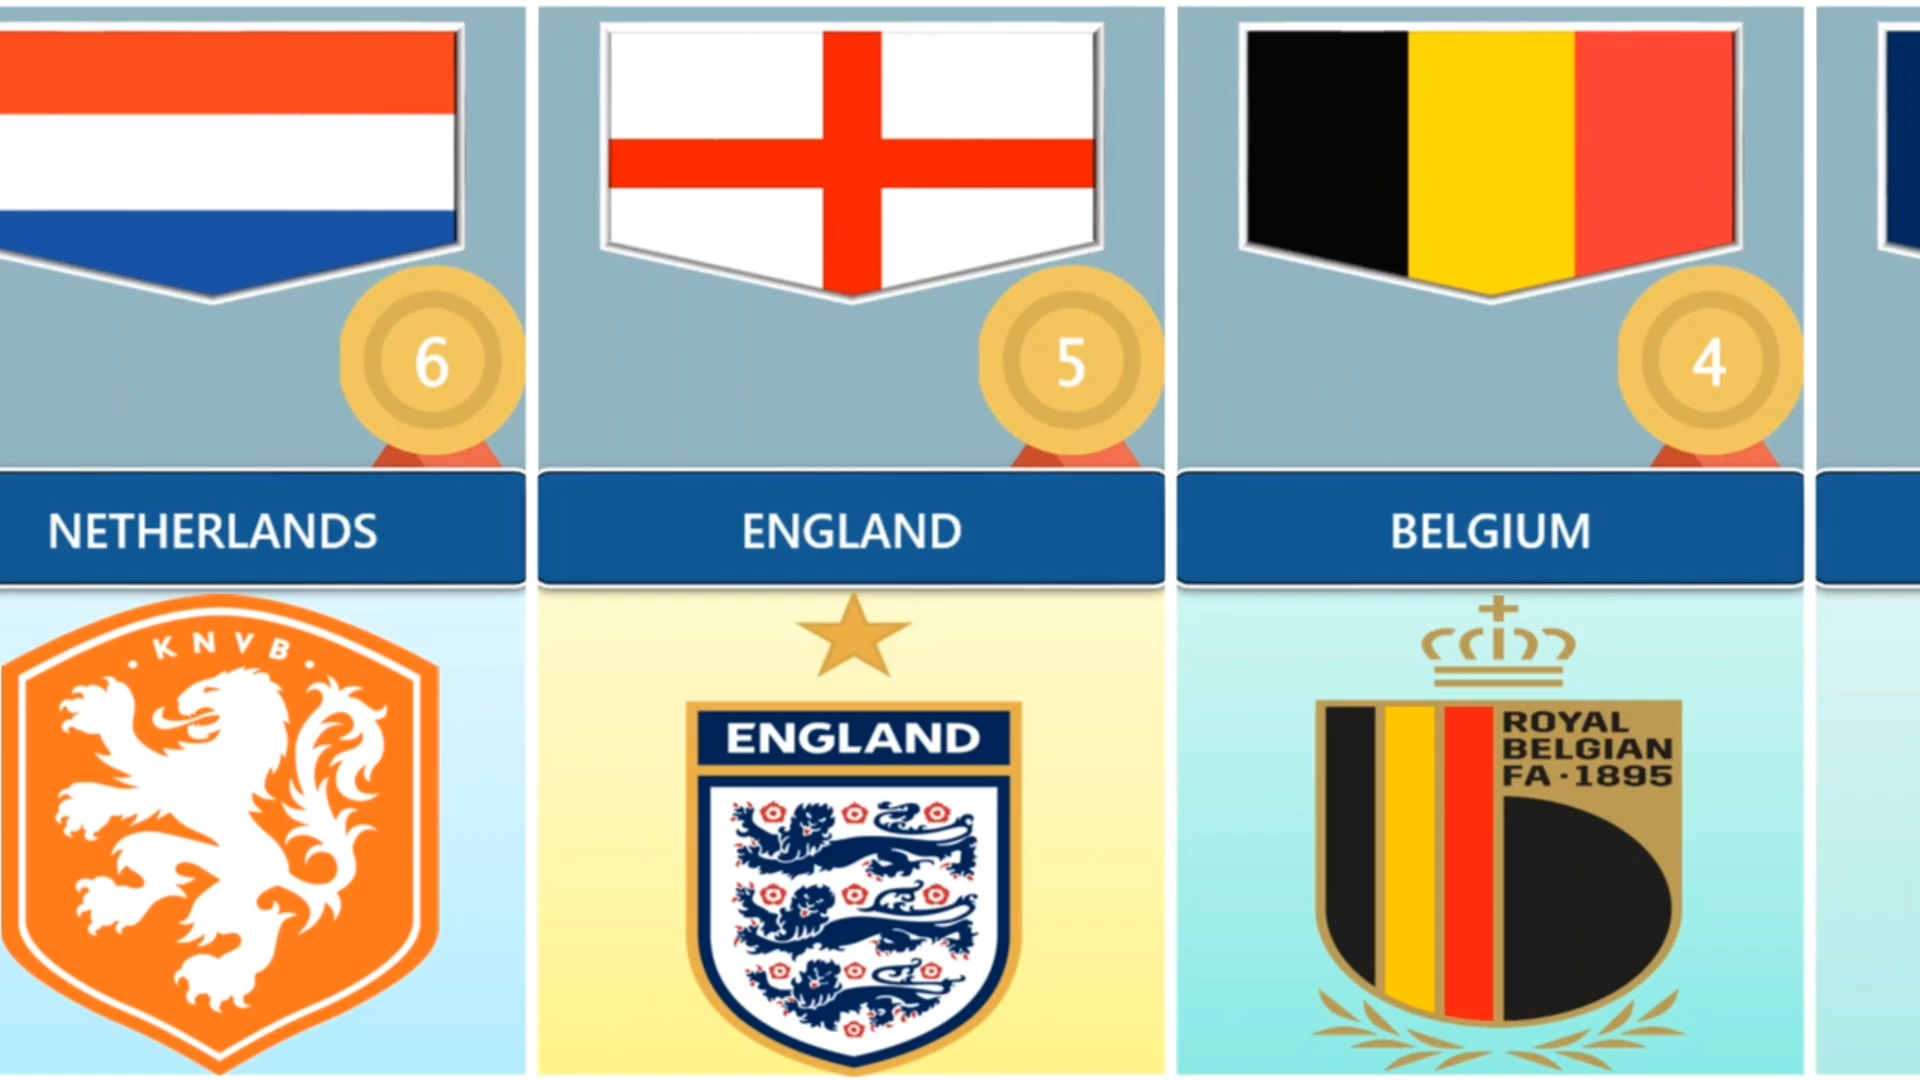 6
5
4
NETHERLANDS
ENGLAND
BELGIUM
· KNVB ·
ENGLAND
ROYAL
BELGIAN
FA · 1895